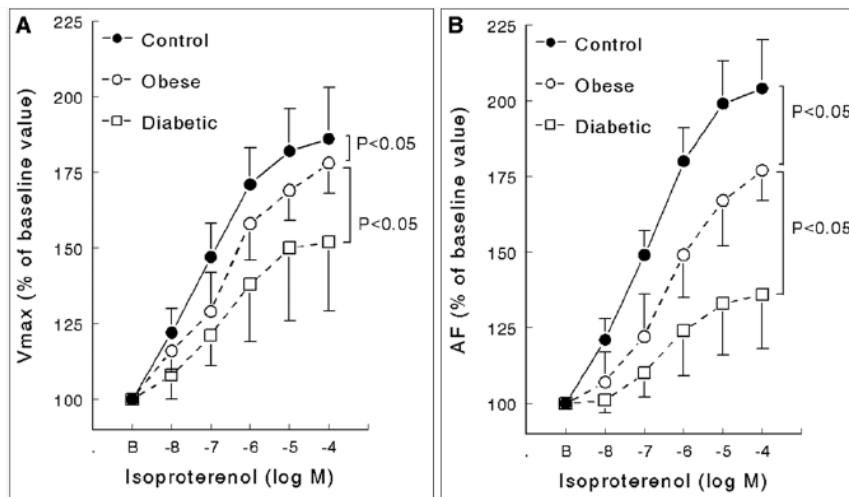 A
Control
Obese
Diabetic
Vmax (% of baseline value)
225
200
175
150
125
100
P<0.05
P<0.05
. B -8 -7 -6 -5 -4
Isoproterenol (log M)
B
Control
Obese
Diabetic
AF (% of baseline value)
225
200
175
150
125
100
P<0.05
P<0.05
. B -8 -7 -6 -5 -4
Isoproterenol (log M)